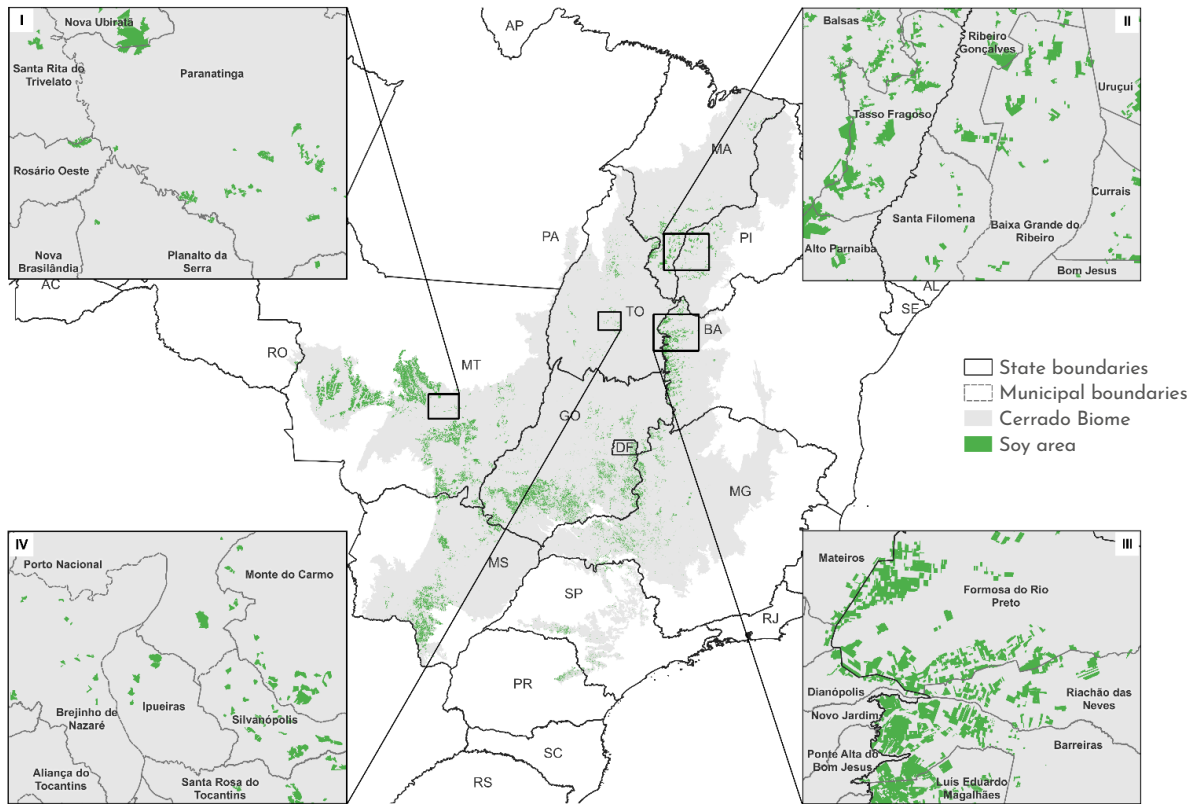 I
Nova Ubiratã
Santa Rita do
Trivelato
Paranatinga
Rosário Oeste
Nova
Brasilândia
Planalto da
Serra
AP
II
Balsas
Ribeiro
Gonçalves
Uruçuí
Tasso Fragoso
Currais
Santa Filomena
Baixa Grande do
Ribeiro
Alto Parnaiba
Bom Jesus
MA
PA
PI
AC
TO
BA
AL
SE
RO
MT
GO
DF
MG
State boundaries
Municipal boundaries
Cerrado Biome
Soy area
MS
SP
RJ
PR
SC
RS
IV
Porto Nacional
Monte do Carmo
Ipueiras
Brejinho de
Nazaré
Silvanópolis
Aliança do
Tocantins
Santa Rosa do
Tocantins
III
Mateiros
Formosa do Rio
Preto
Dianópolis
Riachão das
Neves
Novo Jardim
Barreiras
Ponte Alta do
Bom Jesus
Luis Eduardo
Magalhães